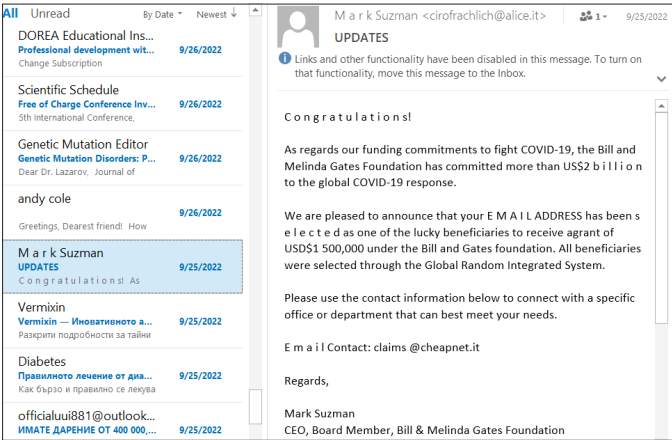 All Unread By Date Newest
DOREA Educational Ins...
Professional development wit... 9/26/2022
Change Subscription
Scientific Schedule
Free of Charge Conference Inv... 9/26/2022
5th International Conference,
Genetic Mutation Editor
Genetic Mutation Disorders: P... 9/26/2022
Dear Dr. Lazarov, Journal of
andy cole
9/26/2022
Greetings, Dearest friend! How
M a r k Suzman
UPDATES 9/25/2022
C o n g r a t u l a t i o n s! As
Vermixin
Vermixin — Иновативното а... 9/25/2022
Разкрити подробности за тайни
Diabetes
Правилното лечение от диа... 9/25/2022
Как бързо и правилно се лекува
officialuui881@outlook...
ИМАТЕ ДАРЕНИЕ ОТ 400 000,... 9/25/2022
M a r k Suzman <cirofrachlich@alice.it> 1 9/25/2022
UPDATES
Links and other functionality have been disabled in this message. To turn on
that functionality, move this message to the Inbox.
C o n g r a t u l a t i o n s!
As regards our funding commitments to fight COVID-19, the Bill and
Melinda Gates Foundation has committed more than US$2 b i l l i o n
to the global COVID-19 response.
We are pleased to announce that your E M A I L ADDRESS has been s
e l e c t e d as one of the lucky beneficiaries to receive agrant of
USD$1 500,000 under the Bill and Gates foundation. All beneficiaries
were selected through the Global Random Integrated System.
Please use the contact information below to connect with a specific
office or department that can best meet your needs.
E m a i l Contact: claims @cheapnet.it
Regards,
Mark Suzman
CEO, Board Member, Bill & Melinda Gates Foundation